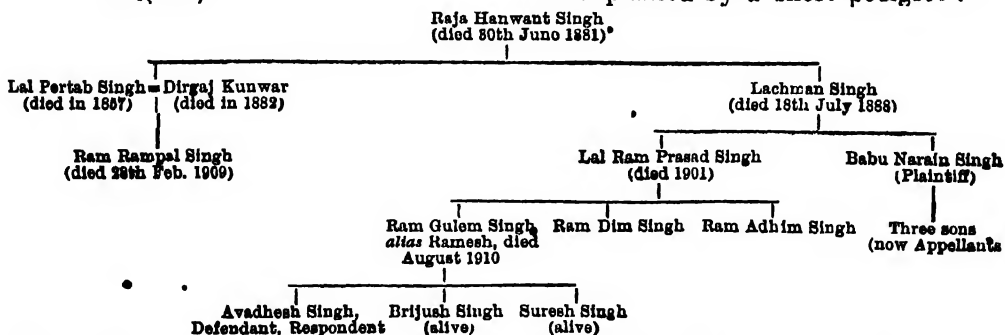 Raja Hanwant Singh
(died 30th June 1881)
Lal Pertab Singh = Dirgaj Kunwar
(died in 1857) (died in 1882)
Lachman Singh
(died 18th July 1888)
Ram Rampal Singh
(died 28th Feb. 1909)
Lal Ram Prasad Singh
(died 1901)
Babu Narain Singh
(Plaintiff)
Ram Gulem Singh
alias Ramesh, died
August 1910
Ram Dim Singh
Ram Adhim Singh
Three sons
(now Appellants
Avadhesh Singh,
Defendant, Respondent
Brijush Singh
(alive)
Suresh Singh
(alive)